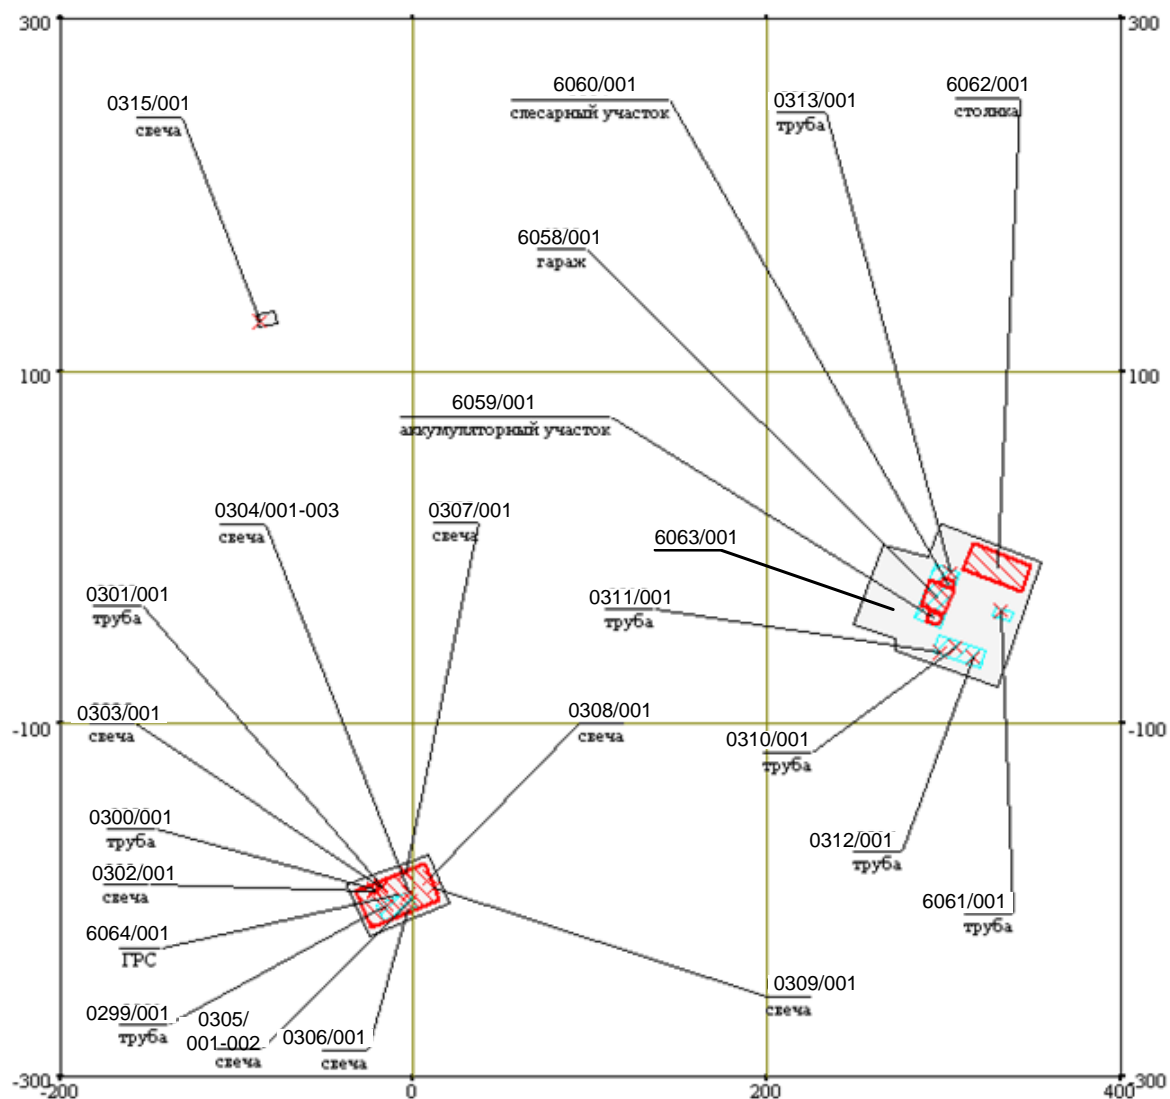 300
300
6060/001
слесарный участок
0313/001
труба
6062/001
стоянка
0315/001
свеча
6058/001
гараж
100
100
6059/001
аккумуляторный участок
0304/001-003
свеча
0307/001
свеча
6063/001
0301/001
труба
0311/001
труба
0303/001
свеча
0308/001
свеча
-100
-100
0310/001
труба
0300/001
труба
0312/001
труба
0302/001
свеча
6061/001
труба
6064/001
ГРС
0309/001
свеча
0299/001
труба
0305/
001-002
свеча
0306/001
свеча
-300
-300
-200
0
200
400